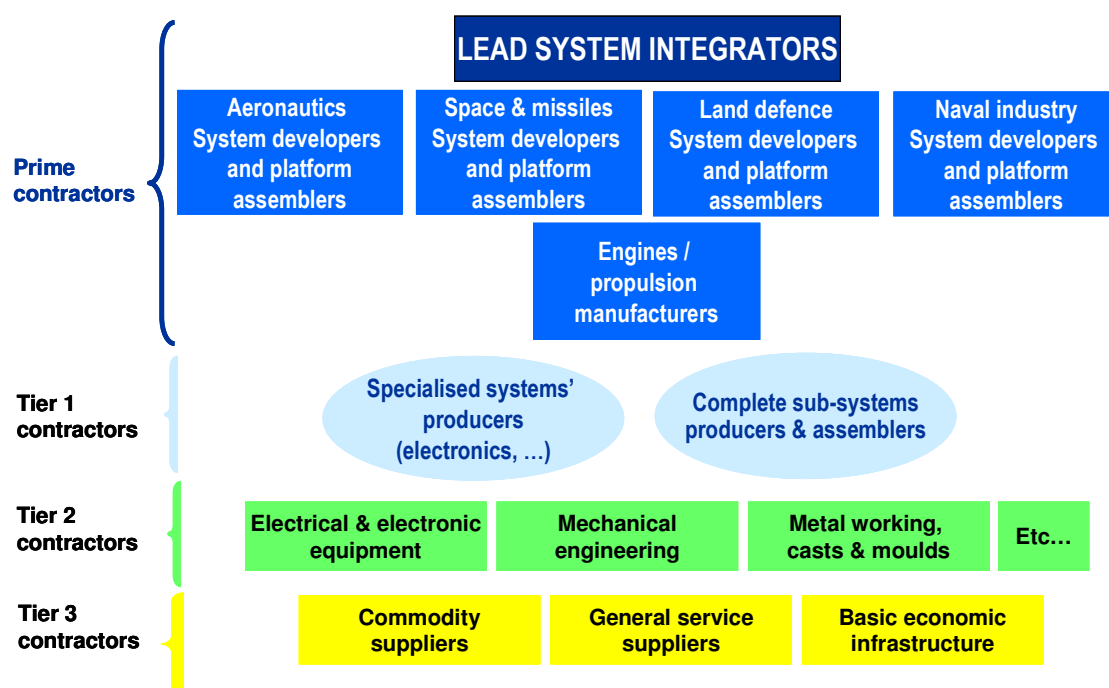 LEAD SYSTEM INTEGRATORS
Aeronautics
System developers
and platform
assemblers
Space & missiles
System developers
and platform
assemblers
Land defence
System developers
and platform
assemblers
Naval industry
System developers
and platform
assemblers
Prime
contractors
Engines /
propulsion
manufacturers
Tier 1
contractors
Specialised systems’
producers
(electronics, …)
Complete sub-systems
producers & assemblers
Tier 2
contractors
Electrical & electronic
equipment
Mechanical
engineering
Metal working,
casts & moulds
Etc…
Tier 3
contractors
Commodity
suppliers
General service
suppliers
Basic economic
infrastructure